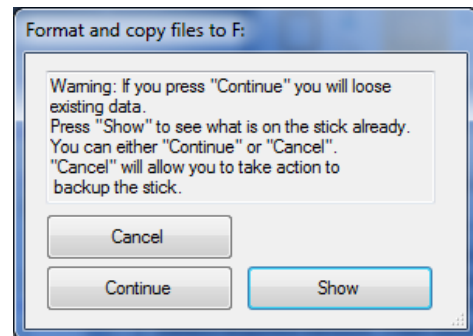 Format and copy files to F:
Warning: If you press "Continue" you will loose
existing data.
Press "Show" to see what is on the stick already.
You can either "Continue" or "Cancel".
"Cancel" will allow you to take action to
backup the stick.
Cancel
Continue Show